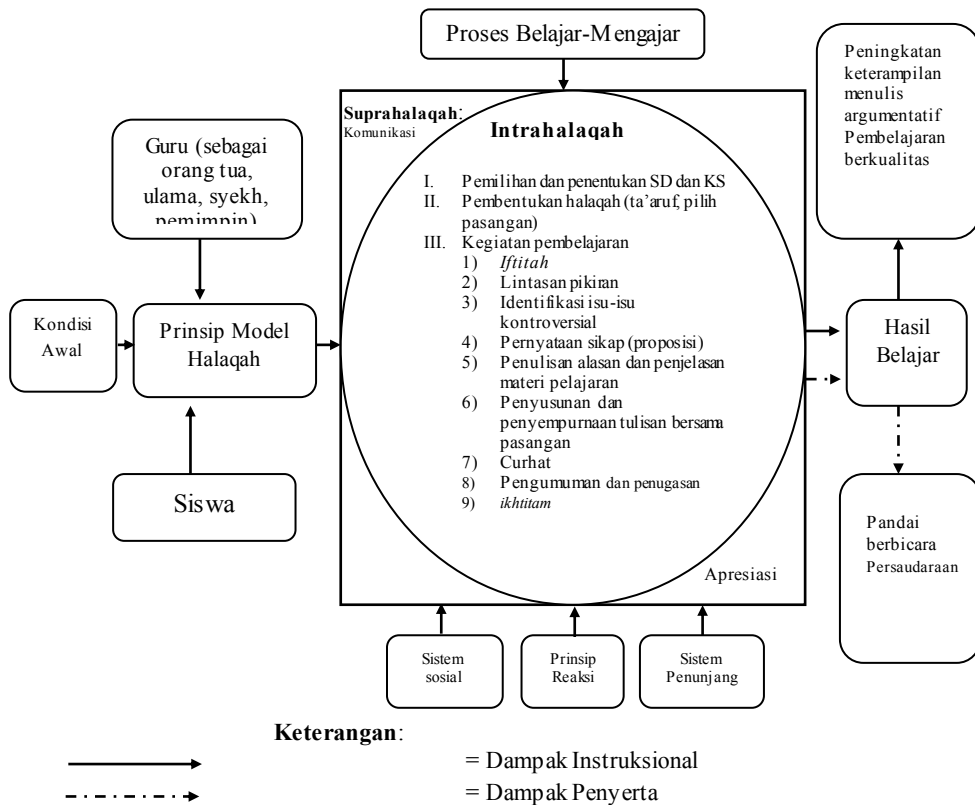 Proses Belajar-Mengajar
Peningkatan
keterampilan
menulis
argumentatif
Pembelajaran
berkualitas
Suprahalaqah:
Komunikasi
Intrahalaqah
Guru (sebagai
orang tua,
ulama, syekh,
pemimpin)
I. Pemilihan dan penentukan SD dan KS
II. Pembentukan halaqah (ta'aruf, pilih
pasangan)
III. Kegiatan pembelajaran
1) Iftitah
2) Lintasan pikiran
3) Identifikasi isu-isu
kontroversial
4) Pernyataan sikap (proposisi)
5) Penulisan alasan dan penjelasan
materi pelajaran
6) Penyusunan dan
penyempurnaan tulisan bersama
pasangan
7) Curhat
8) Pengumuman dan penugasan
9) ikhtitam
Kondisi
Awal
Prinsip Model
Halaqah
Hasil
Belajar
Siswa
Apresiasi
Pandai
berbicara
Persaudaraan
Sistem
sosial
Prinsip
Reaksi
Sistem
Penunjang
Keterangan:
= Dampak Instruksional
= Dampak Penyerta